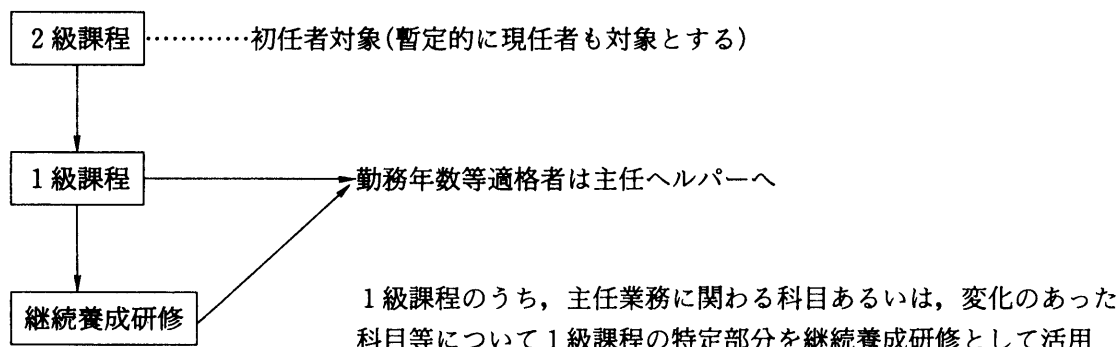 2級課程…………初任者対象(暫定的に現任者も対象とする)
1級課程
勤務年数等適格者は主任ヘルパーへ
継続養成研修
1級課程のうち，主任業務に関わる科目あるいは，変化のあった
科目等について1級課程の特定部分を継続養成研修として活用